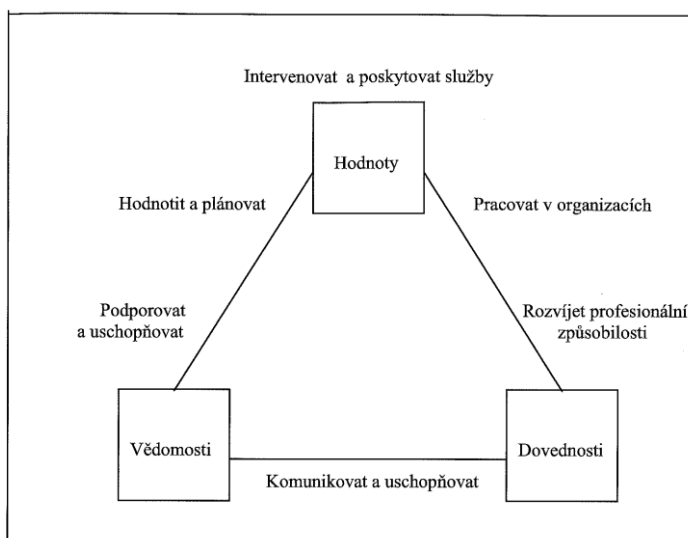 Intervenovat a poskytovat služby
Hodnoty
Hodnotit a plánovat
Pracovat v organizacích
Podporovat
a uschopňovat
Rozvíjet profesionální
způsobilosti
Vědomosti
Dovednosti
Komunikovat a uschopňovat